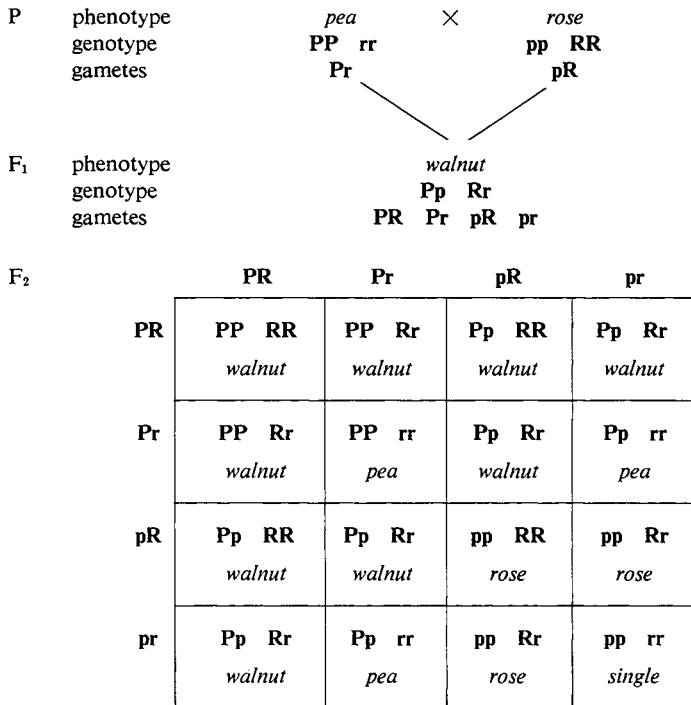 P phenotype pea × rose
genotype PP rr pp RR
gametes Pr pR
F₁ phenotype walnut
genotype Pp Rr
gametes PR Pr pR pr
F₂ PR Pr pR pr
PR PP RR PP Rr Pp RR Pp Rr
walnut walnut walnut walnut
Pr PP Rr PP rr Pp Rr Pp rr
walnut pea walnut pea
pR Pp RR Pp Rr pp RR pp Rr
walnut walnut rose rose
pr Pp Rr Pp rr pp Rr pp rr
walnut pea rose single